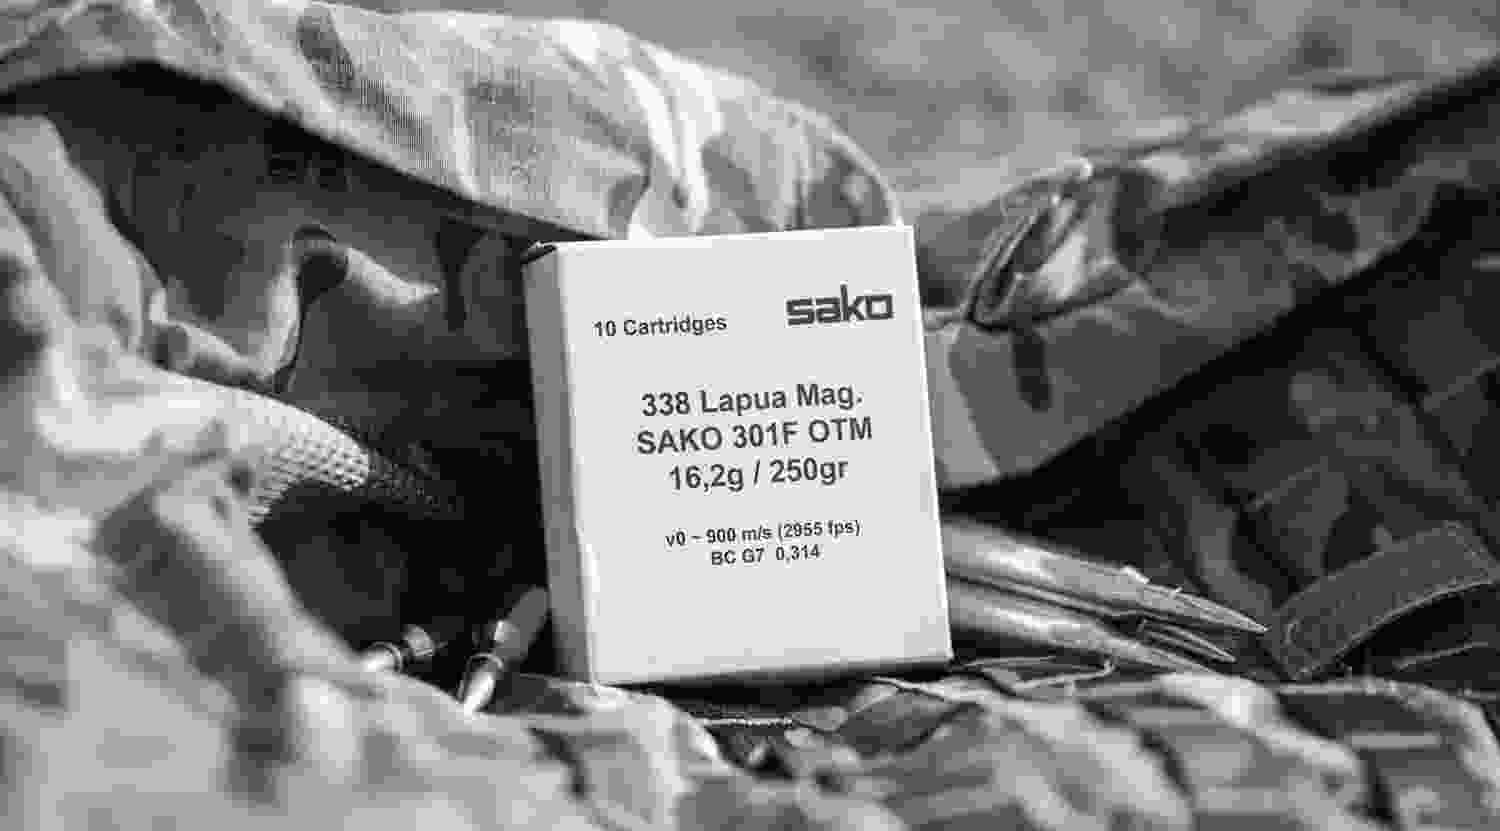 sako
10 Cartridges
338 Lapua Mag.
SAKO 301F OTM
16,2g / 250gr
v0 ~ 900 m/s (2955 fps)
BC G7 0,314